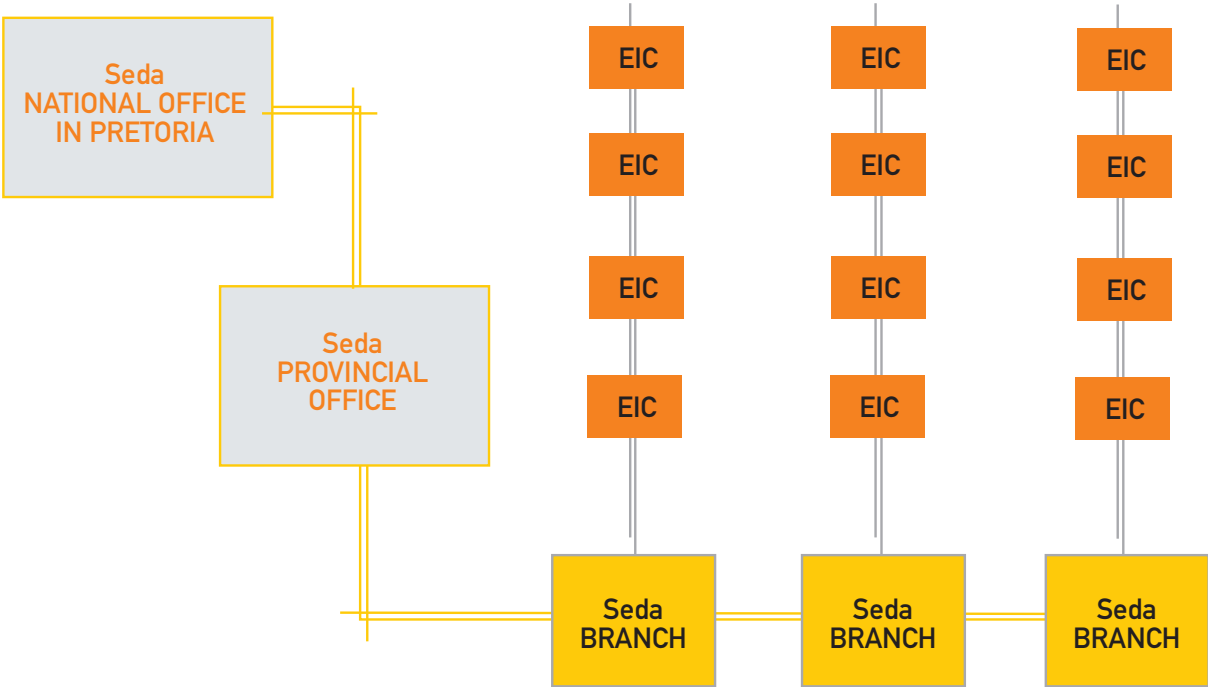 Seda
NATIONAL OFFICE
IN PRETORIA
EIC
EIC
EIC
EIC
EIC
EIC
EIC
EIC
EIC
Seda
PROVINCIAL
OFFICE
EIC
EIC
EIC
Seda
BRANCH
Seda
BRANCH
Seda
BRANCH